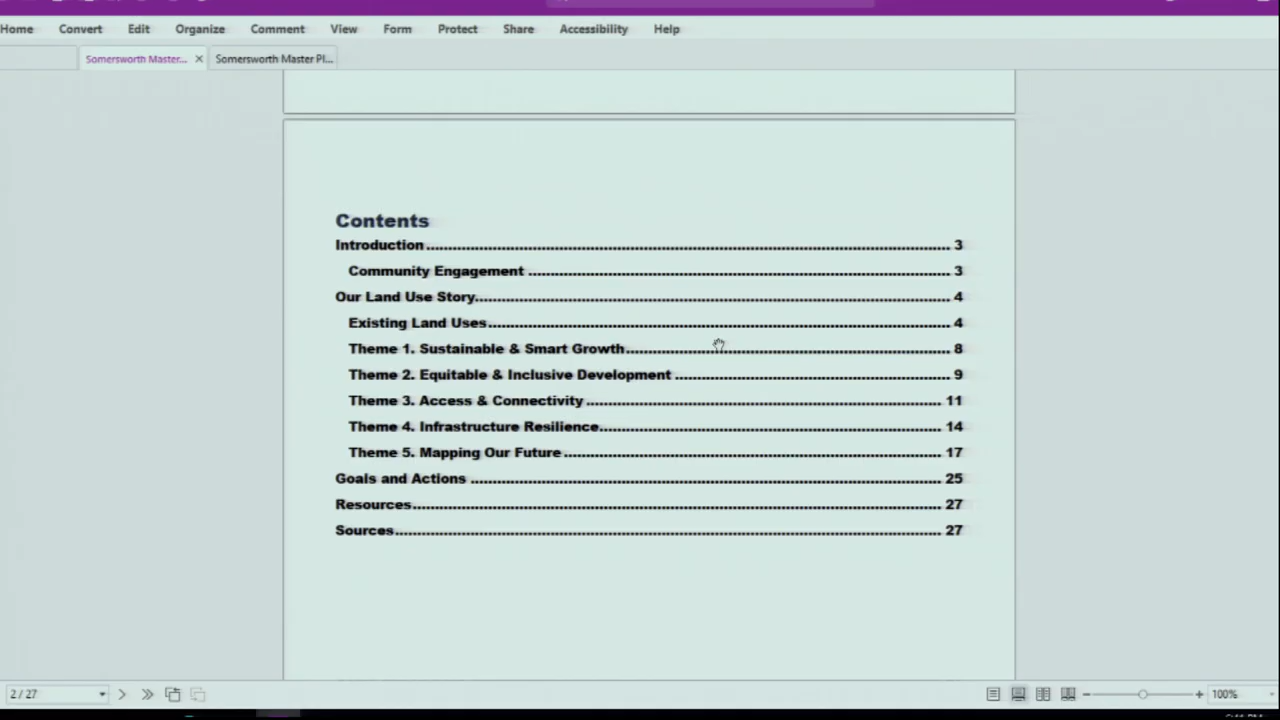 Home Convert Edit Organize Comment View Form Protect Share Accessibility Help
Somersworth Master... Somersworth Master Pl...
Contents
Introduction 3
Community Engagement 3
Our Land Use Story 4
Existing Land Uses 4
Theme 1. Sustainable & Smart Growth 8
Theme 2. Equitable & Inclusive Development 9
Theme 3. Access & Connectivity 11
Theme 4. Infrastructure Resilience 14
Theme 5. Mapping Our Future 17
Goals and Actions 25
Resources 27
Sources 27
2 / 27 100%